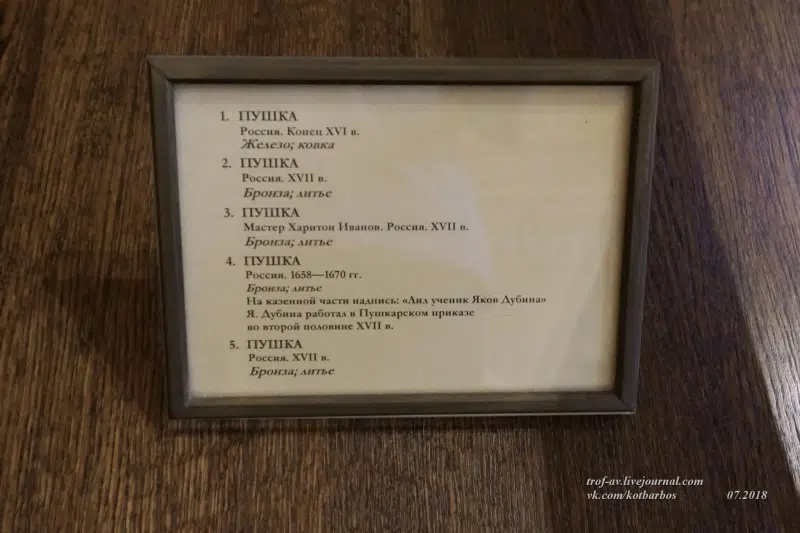 1. ПУШКА
Россия. Конец XVI в.
Железо; ковка
2. ПУШКА
Россия. XVII в.
Бронза; литье
3. ПУШКА
Мастер Харитон Иванов. Россия. XVII в.
Бронза; литье
4. ПУШКА
Россия. 1658—1670 гг.
Бронза; литье
На казенной части надпись: «Лил ученик Яков Дубина»
Я. Дубина работал в Пушкарском приказе
во второй половине XVII в.
5. ПУШКА
Россия. XVII в.
Бронза; литье
trof-av.livejournal.com
vk.com/kotbarbos 07.2018